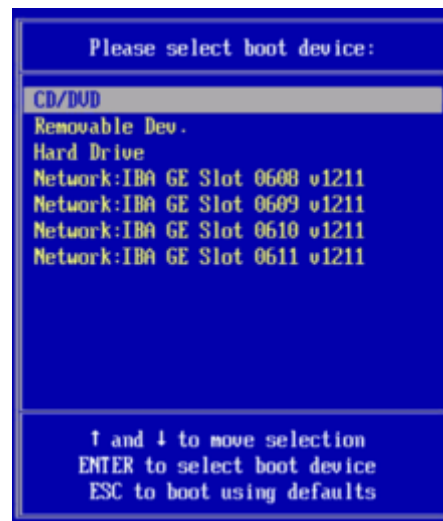 Please select boot device:
CD/DVD
Removable Dev.
Hard Drive
Network:IBA GE Slot 0608 v1211
Network:IBA GE Slot 0609 v1211
Network:IBA GE Slot 0610 v1211
Network:IBA GE Slot 0611 v1211
↑ and ↓ to move selection
ENTER to select boot device
ESC to boot using defaults